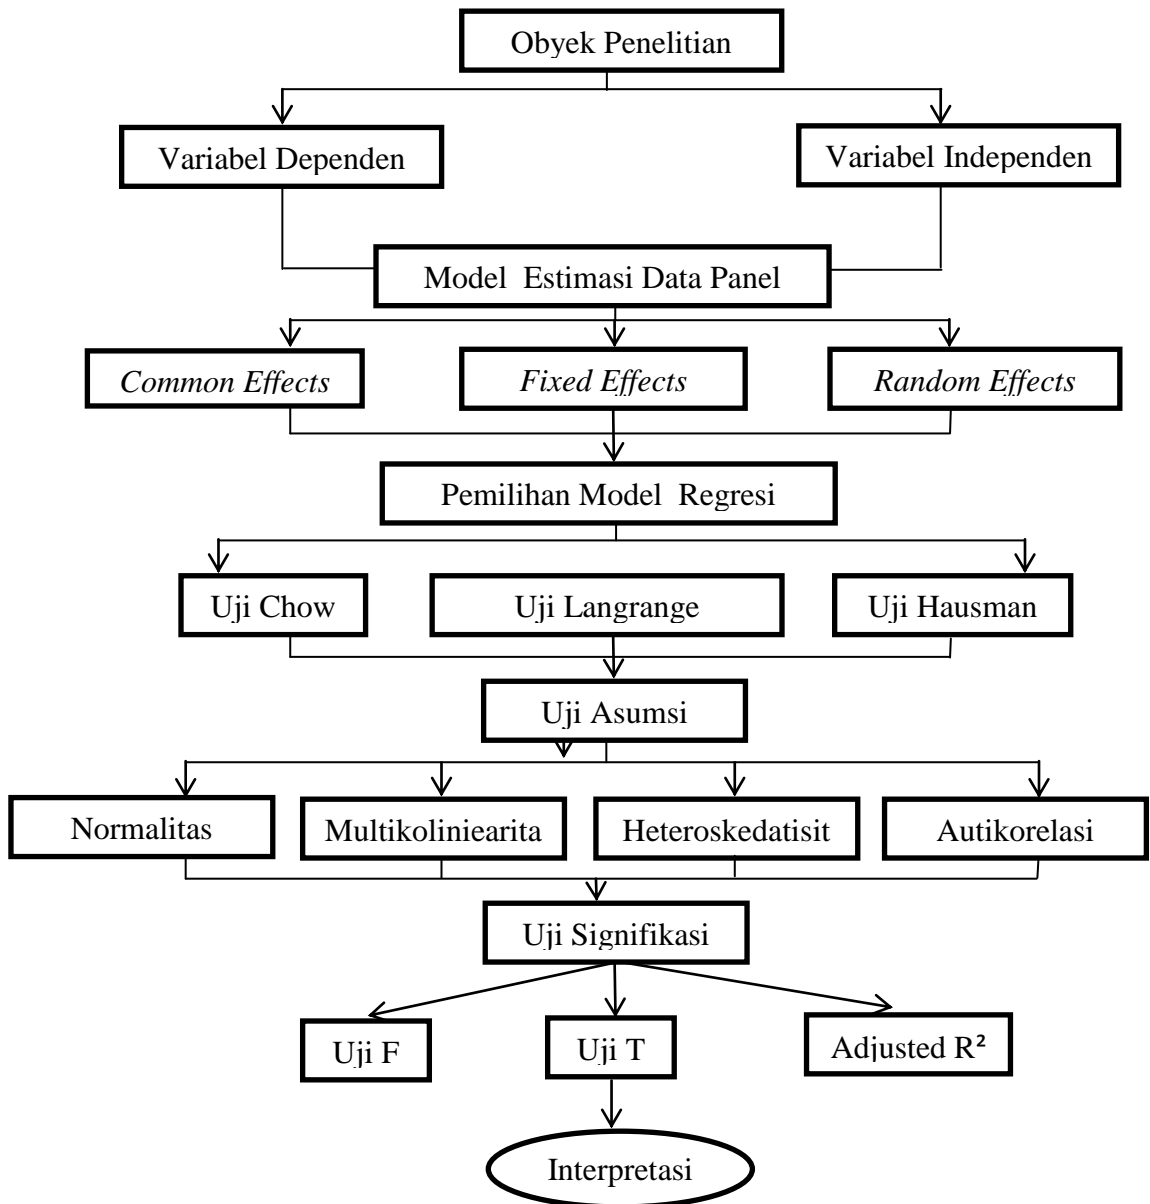 Obyek Penelitian
Variabel Dependen
Variabel Independen
Model Estimasi Data Panel
Common Effects
Fixed Effects
Random Effects
Pemilihan Model Regresi
Uji Chow
Uji Langrange
Uji Hausman
Uji Asumsi
Normalitas
Multikoliniearita
Heteroskedatisit
Autikorelasi
Uji Signifikasi
Uji F
Uji T
Adjusted R²
Interpretasi